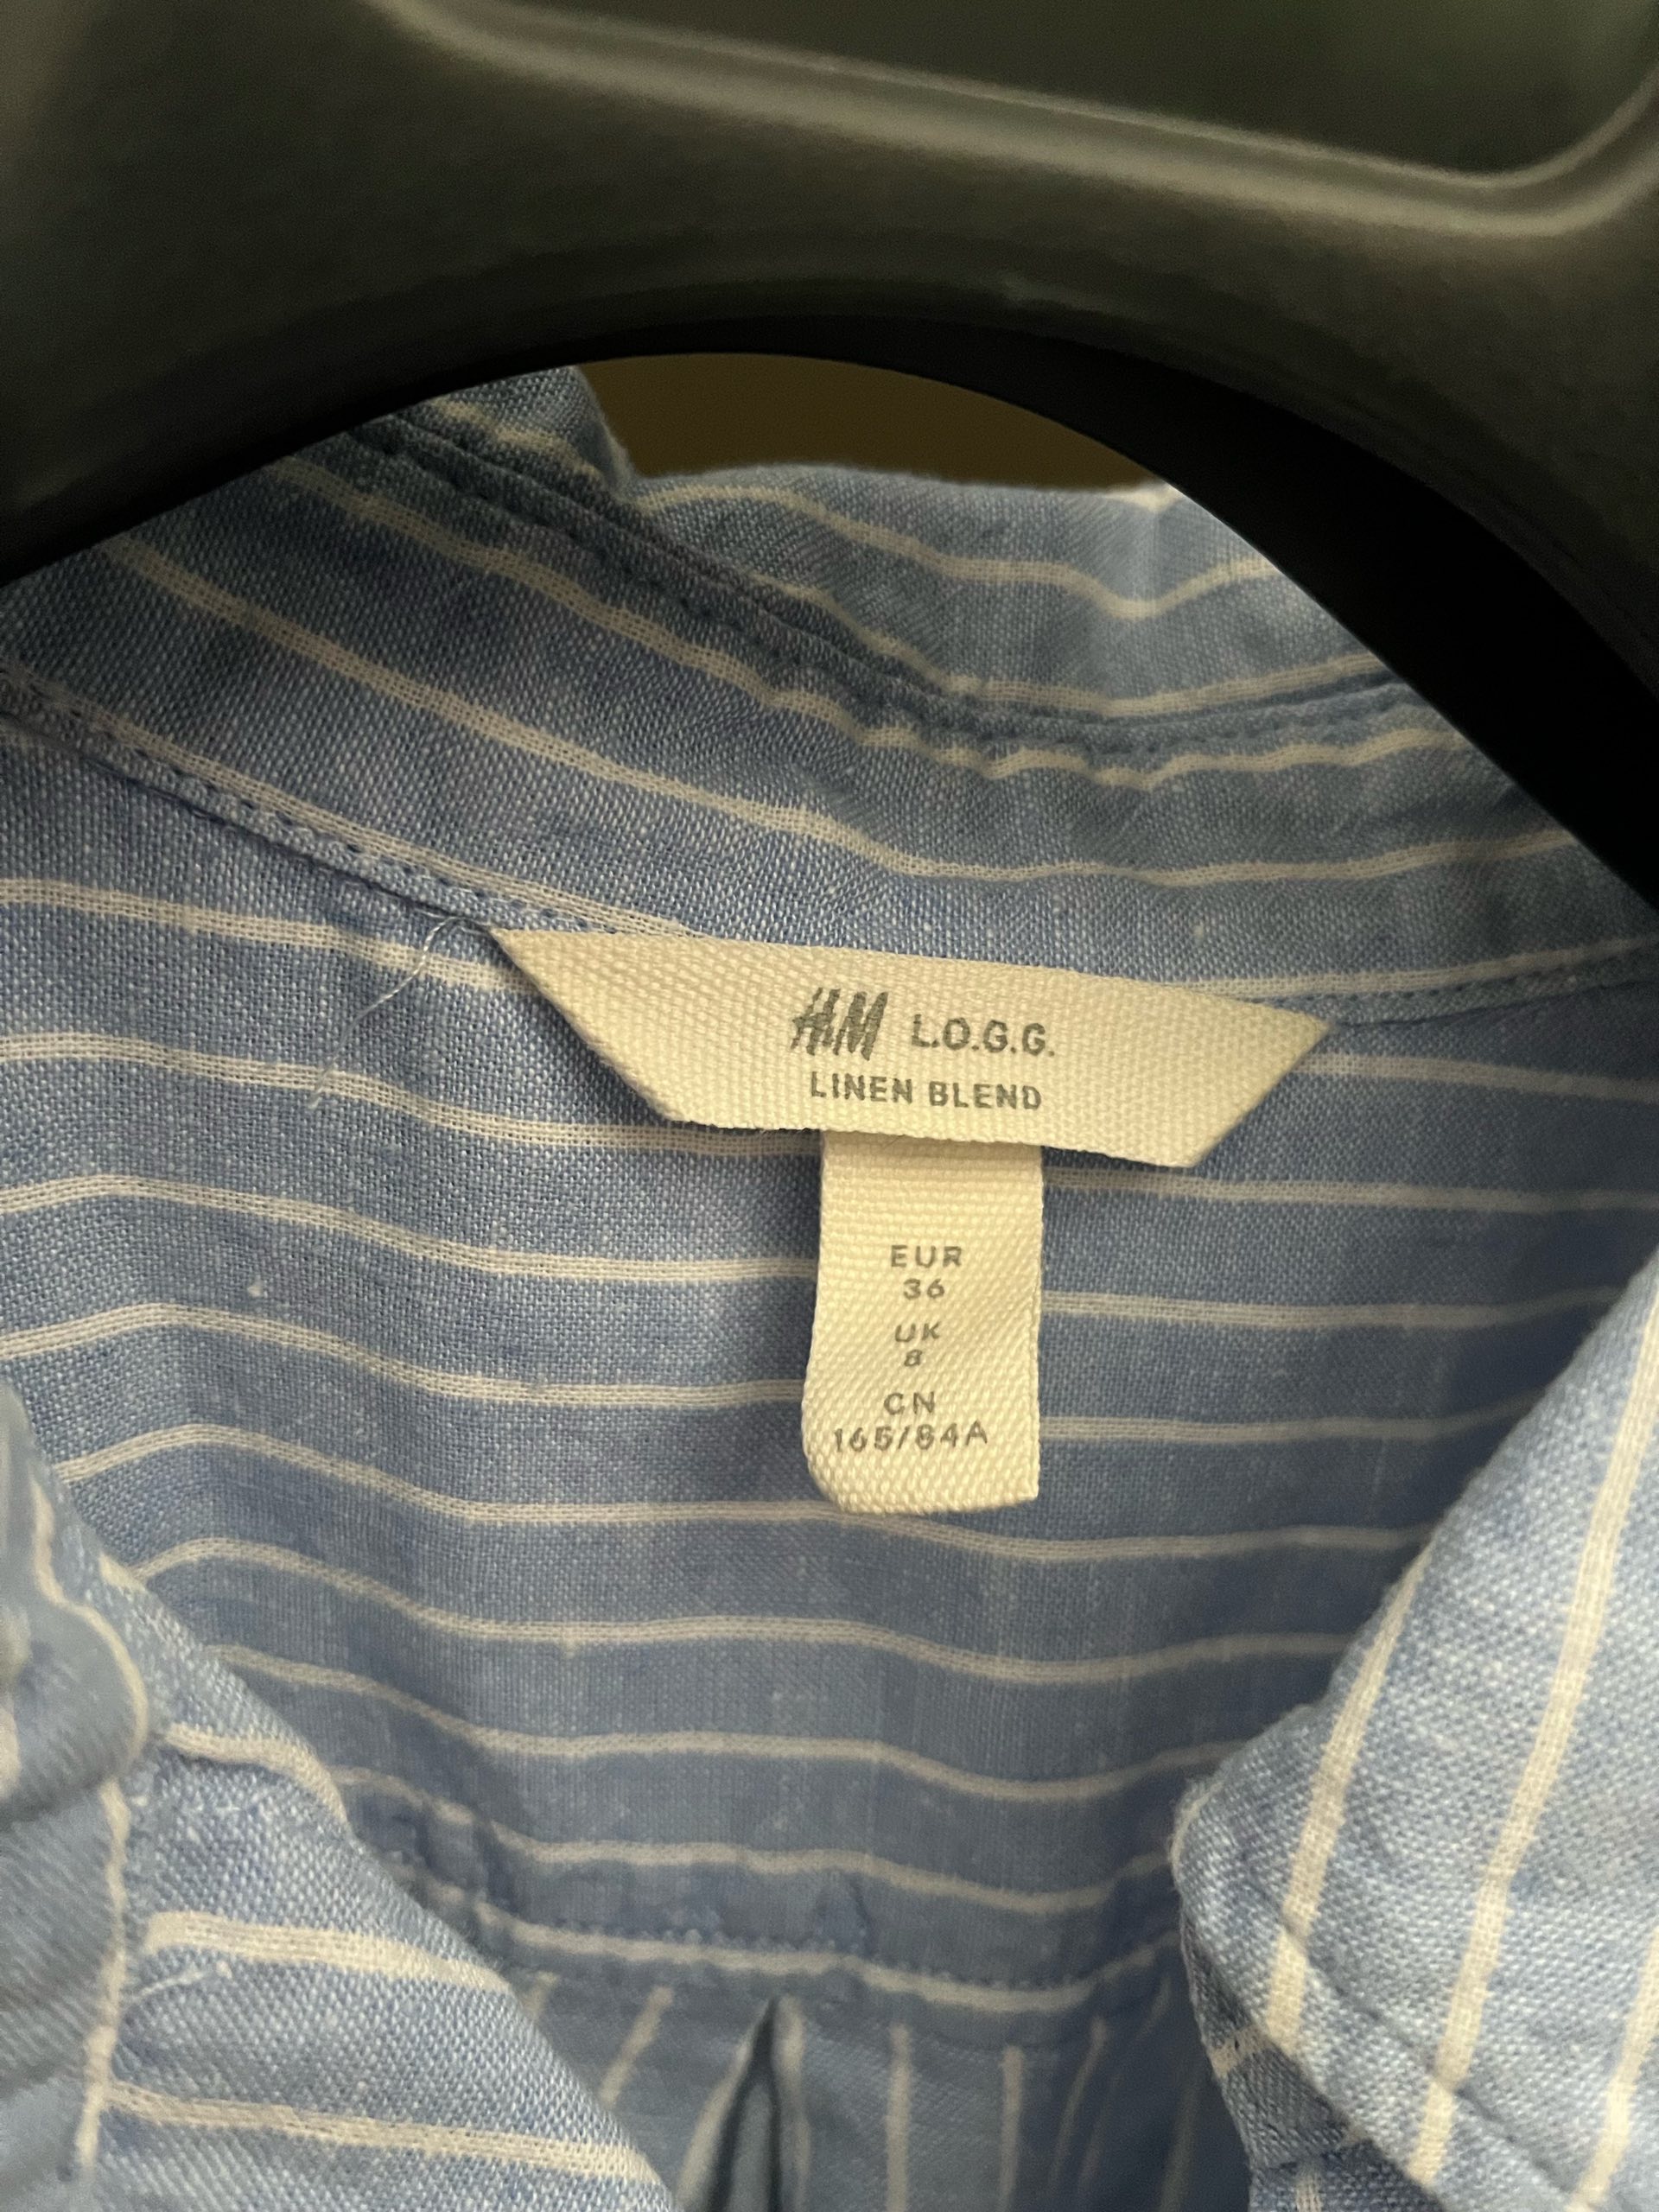 H&M L.O.G.G.
LINEN BLEND
EUR
36
UK
8
CN
165/84A